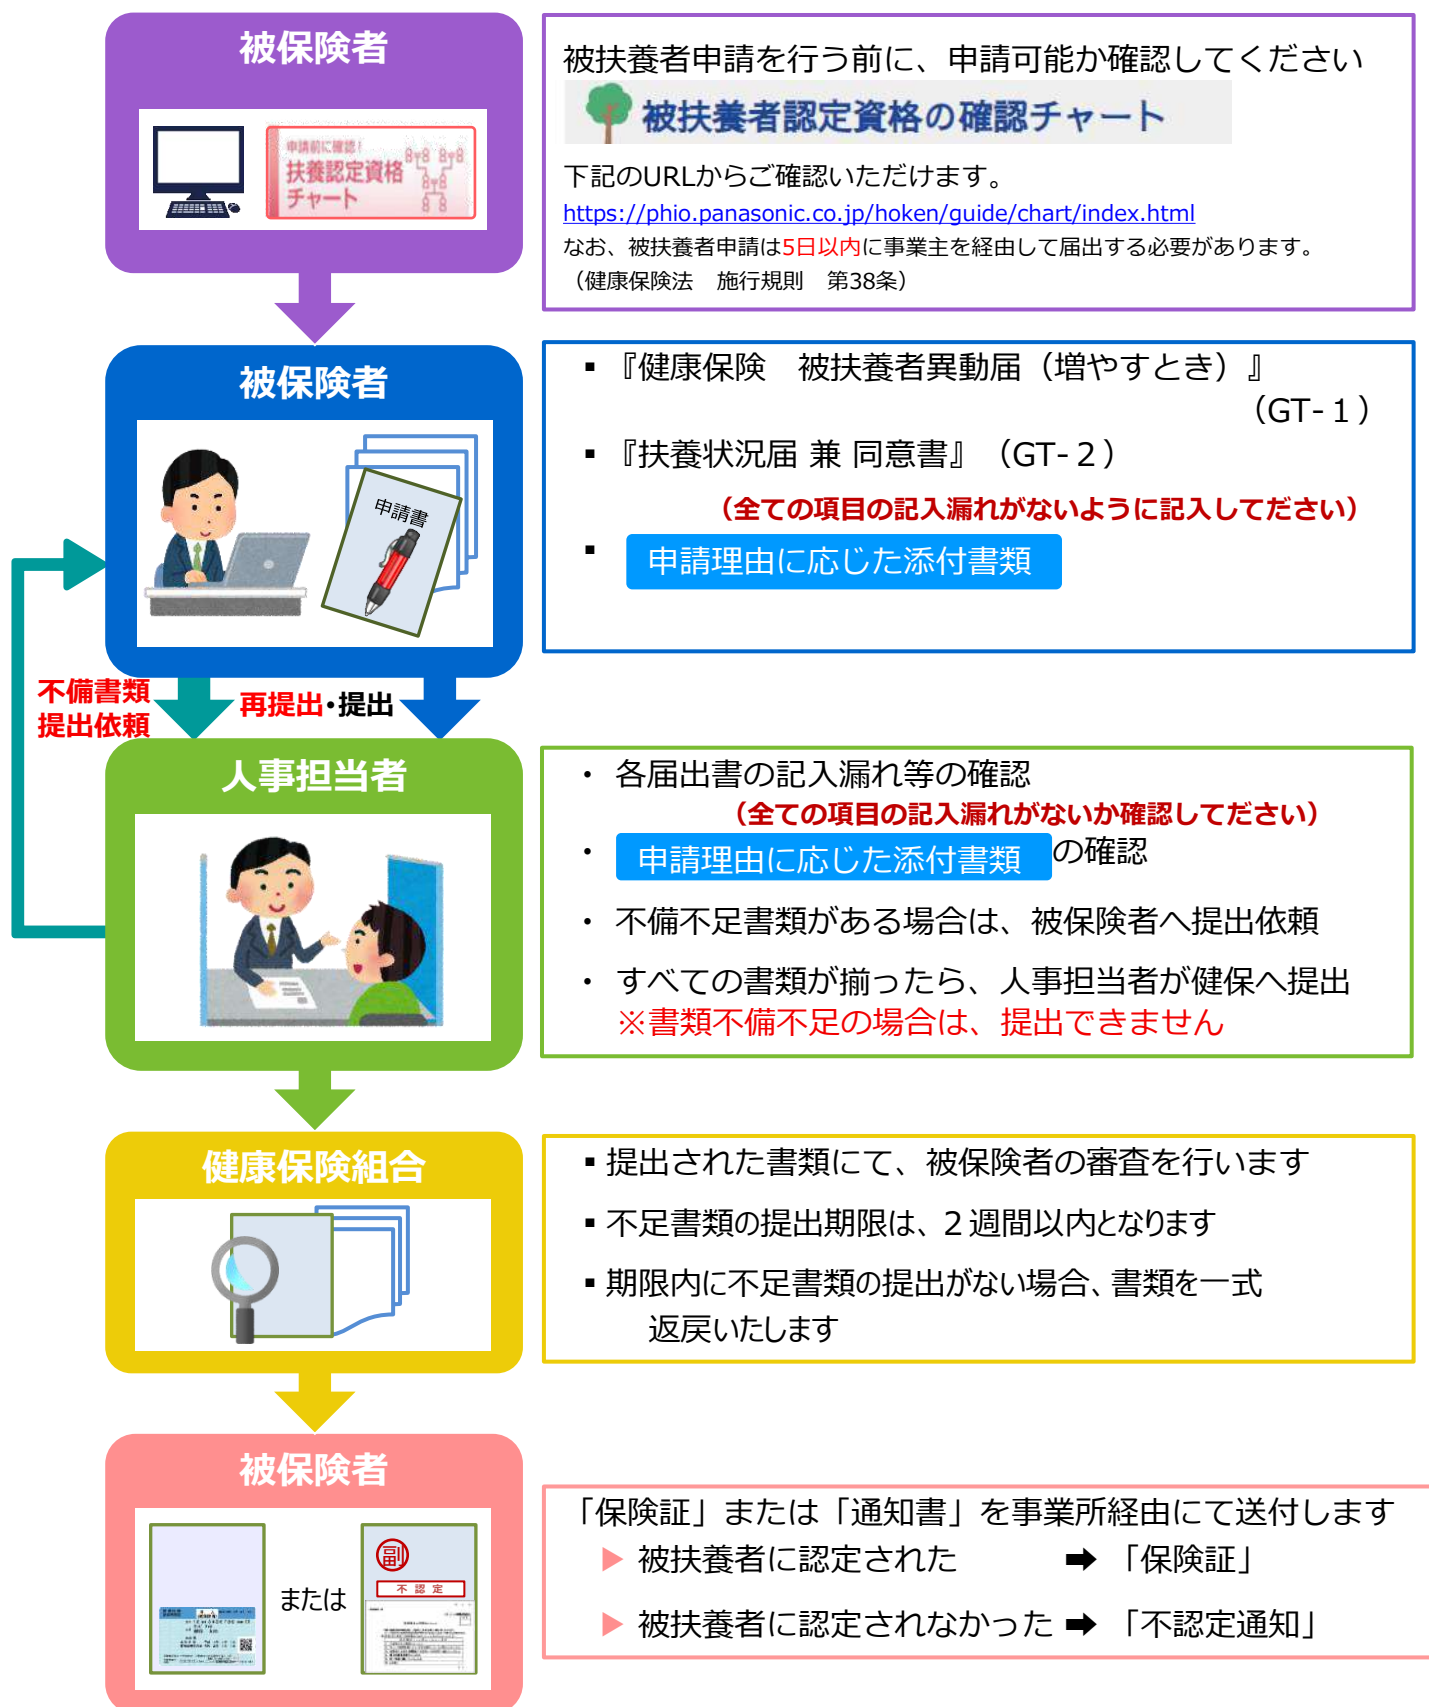 被保険者
申請前に確認!
扶養認定資格
チャート
被扶養者申請を行う前に、申請可能か確認してください
被扶養者認定資格の確認チャート
下記のURLからご確認いただけます。
https://phio.panasonic.co.jp/hoken/guide/chart/index.html
なお、被扶養者申請は5日以内に事業主を経由して届出する必要があります。
(健康保険法 施行規則 第38条)
被保険者
申請書
▪ 『健康保険 被扶養者異動届(増やすとき)』
(GT-1)
▪ 『扶養状況届 兼 同意書』(GT-2)
(全ての項目の記入漏れがないように記入してださい)
▪ 申請理由に応じた添付書類
不備書類
提出依頼
再提出・提出
人事担当者
・ 各届出書の記入漏れ等の確認
(全ての項目の記入漏れがないか確認してださい)
・ 申請理由に応じた添付書類 の確認
・ 不備不足書類がある場合は、被保険者へ提出依頼
・ すべての書類が揃ったら、人事担当者が健保へ提出
※書類不備不足の場合は、提出できません
健康保険組合
▪ 提出された書類にて、被保険者の審査を行います
▪ 不足書類の提出期限は、2週間以内となります
▪ 期限内に不足書類の提出がない場合、書類を一式
返戻いたします
被保険者
または
副
不認定
「保険証」または「通知書」を事業所経由にて送付します
▶ 被扶養者に認定された ➡ 「保険証」
▶ 被扶養者に認定されなかった ➡ 「不認定通知」